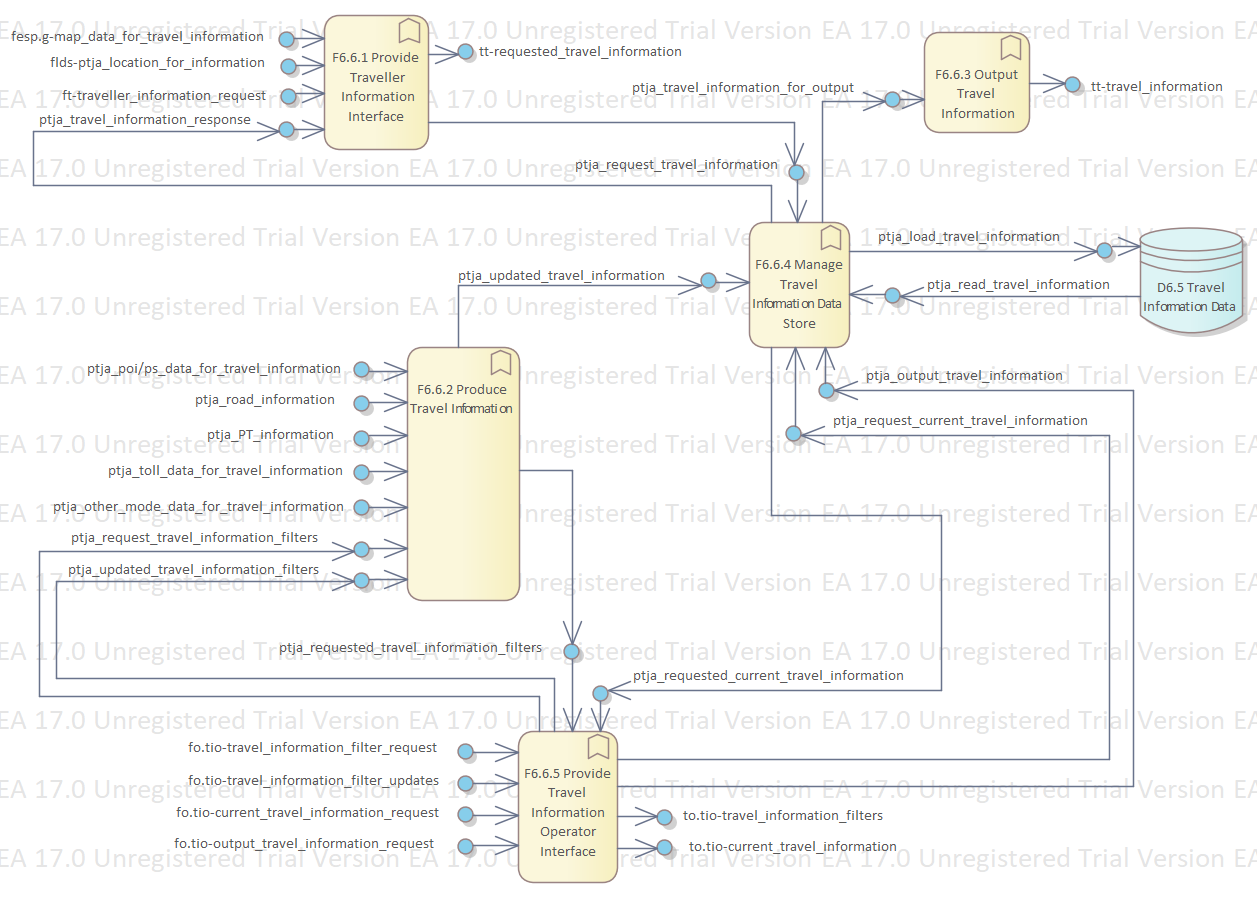 fesp.g-map_data_for_travel_information
flds-ptja_location_for_information
ft-traveller_information_request
ptja_travel_information_response
F6.6.1 Provide
Traveller
Information
Interface
tt-requested_travel_information
ptja_travel_information_for_output
F6.6.3 Output
Travel
Information
tt-travel_information
ptja_request_travel_information
ptja_updated_travel_information
F6.6.4 Manage
Travel
Information Data
Store
ptja_load_travel_information
ptja_read_travel_information
D6.5 Travel
Information Data
ptja_output_travel_information
ptja_request_current_travel_information
ptja_poi/ps_data_for_travel_information
ptja_road_information
ptja_PT_information
ptja_toll_data_for_travel_information
ptja_other_mode_data_for_travel_information
ptja_request_travel_information_filters
ptja_updated_travel_information_filters
F6.6.2 Produce
Travel Information
ptja_requested_travel_information_filters
ptja_requested_current_travel_information
fo.tio-travel_information_filter_request
fo.tio-travel_information_filter_updates
fo.tio-current_travel_information_request
fo.tio-output_travel_information_request
F6.6.5 Provide
Travel
Information
Operator
Interface
to.tio-travel_information_filters
to.tio-current_travel_information
EA 17.0 Unregistered Trial Version EA 17.0 Unregistered Trial Version EA 17.0 Unregistered Trial Version EA